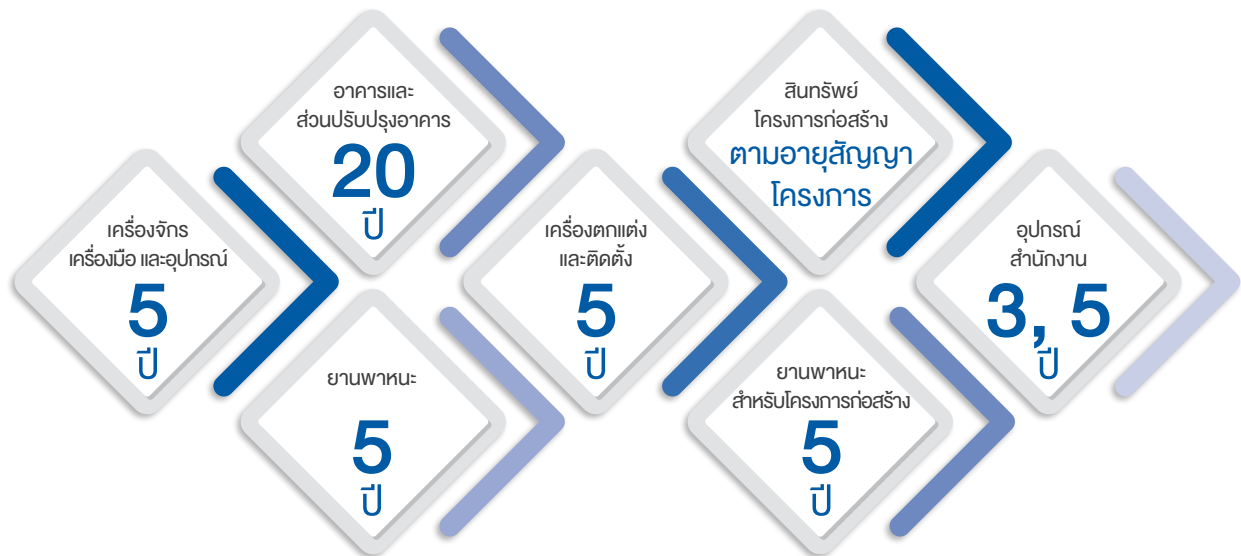 อาคารและ
ส่วนปรับปรุงอาคาร
20
ปี
สินทรัพย์
โครงการก่อสร้าง
ตามอายุสัญญา
โครงการ
เครื่องจักร
เครื่องมือ และอุปกรณ์
5
ปี
เครื่องตกแต่ง
และติดตั้ง
5
ปี
อุปกรณ์
สำนักงาน
3, 5
ปี
ยานพาหนะ
5
ปี
ยานพาหนะ
สำหรับโครงการก่อสร้าง
5
ปี